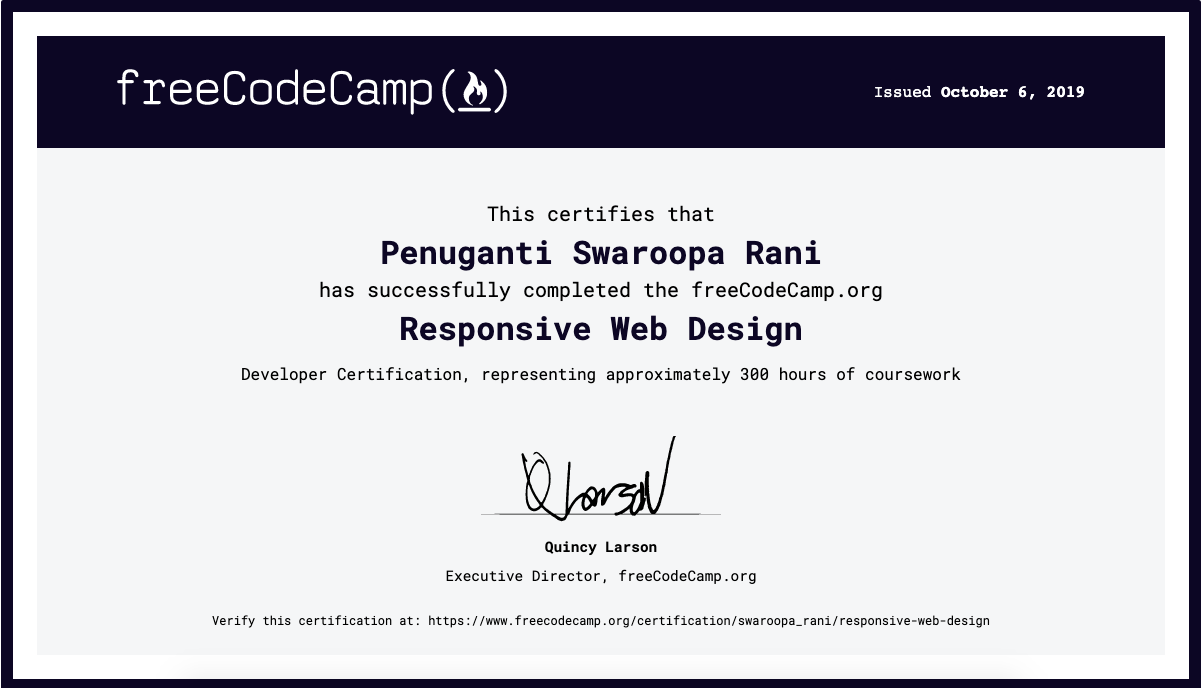 freeCodeCamp
Issued October 6, 2019
This certifies that
Penuganti Swaroopa Rani
has successfully completed the freeCodeCamp.org
Responsive Web Design
Developer Certification, representing approximately 300 hours of coursework
Q Larson
Quincy Larson
Executive Director, freeCodeCamp.org
Verify this certification at: https://www.freecodecamp.org/certification/swaroopa_rani/responsive-web-design